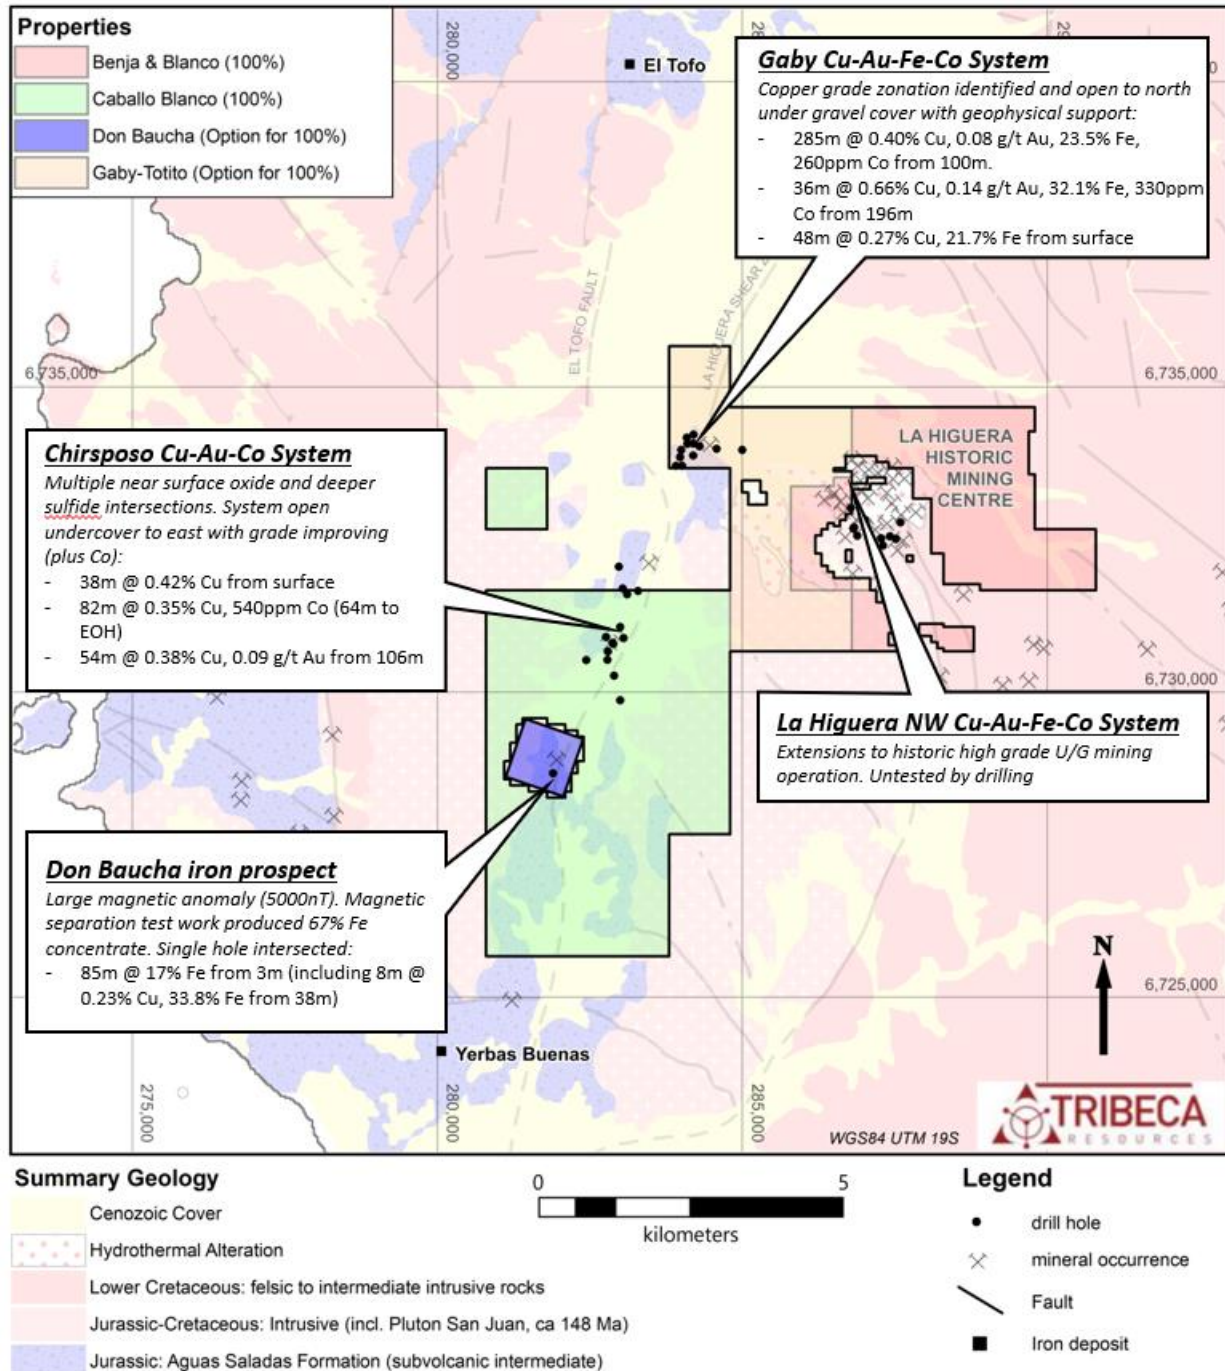 Properties
Benja & Blanco (100%)
Caballo Blanco (100%)
Don Baucha (Option for 100%)
Gaby-Totito (Option for 100%)
280,000
El Tofo
Gaby Cu-Au-Fe-Co System
Copper grade zonation identified and open to north
under gravel cover with geophysical support:
- 285m @ 0.40% Cu, 0.08 g/t Au, 23.5% Fe,
260ppm Co from 100m.
- 36m @ 0.66% Cu, 0.14 g/t Au, 32.1% Fe, 330ppm
Co from 196m
- 48m @ 0.27% Cu, 21.7% Fe from surface
EL TOFO FAULT
LA HIGUERA SHEAR
6,735,000
6,735,000
Chirsposo Cu-Au-Co System
Multiple near surface oxide and deeper
sulfide intersections. System open
undercover to east with grade improving
(plus Co):
- 38m @ 0.42% Cu from surface
- 82m @ 0.35% Cu, 540ppm Co (64m to
EOH)
- 54m @ 0.38% Cu, 0.09 g/t Au from 106m
LA HIGUERA
HISTORIC
MINING
CENTRE
6,730,000
La Higuera NW Cu-Au-Fe-Co System
Extensions to historic high grade U/G mining
operation. Untested by drilling
Don Baucha iron prospect
Large magnetic anomaly (5000nT). Magnetic
separation test work produced 67% Fe
concentrate. Single hole intersected:
- 85m @ 17% Fe from 3m (including 8m @
0.23% Cu, 33.8% Fe from 38m)
N
6,725,000
Yerbas Buenas
275,000
280,000
285,000
WGS84 UTM 19S
TRIBECA
RESOURCES
Summary Geology
Cenozoic Cover
Hydrothermal Alteration
Lower Cretaceous: felsic to intermediate intrusive rocks
Jurassic-Cretaceous: Intrusive (incl. Pluton San Juan, ca 148 Ma)
Jurassic: Aguas Saladas Formation (subvolcanic intermediate)
0 5
kilometers
Legend
drill hole
mineral occurrence
Fault
Iron deposit